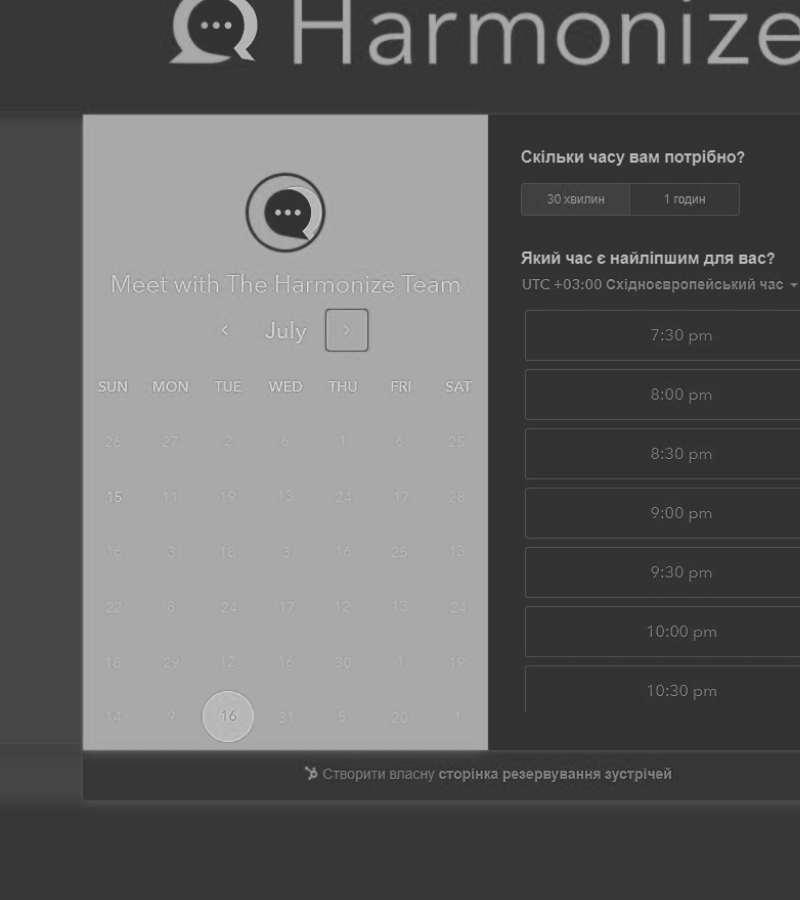 Harmonize
Meet with The Harmonize Team
July
SUN MON TUE WED THU FRI SAT
26 27 2 6 1 6 25
15 11 19 13 24 17 28
16 3 18 3 16 25 13
22 8 24 17 12 13 24
18 29 12 16 30 1 19
14 9 16 31 5 20 1
Скільки часу вам потрібно?
30 хвилин 1 годин
Який час є найліпшим для вас?
UTC +03:00 Східноєвропейський час
7:30 pm
8:00 pm
8:30 pm
9:00 pm
9:30 pm
10:00 pm
10:30 pm
Створити власну сторінка резервування зустрічей